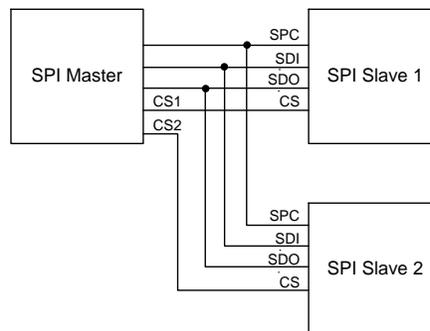 SPI Master
CS1
CS2
SPC
SDI
SDO
CS
SPI Slave 1
SPC
SDI
SDO
CS
SPI Slave 2